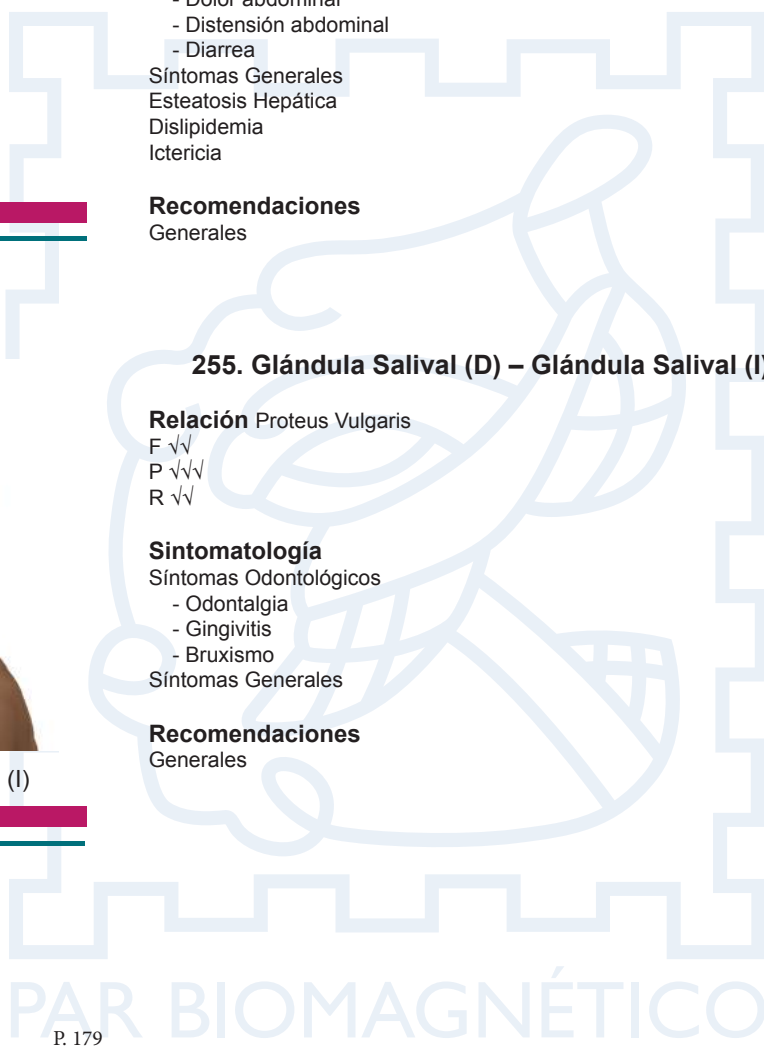 - Dolor abdominal
- Distensión abdominal
- Diarrea
Síntomas Generales
Esteatosis Hepática
Dislipidemia
Ictericia
Recomendaciones
Generales
255. Glándula Salival (D) – Glándula Salival (I)
Relación Proteus Vulgaris
F √√
P √√√
R √√
Sintomatología
Síntomas Odontológicos
- Odontalgia
- Gingivitis
- Bruxismo
Síntomas Generales
Recomendaciones
Generales
(I)
PAR BIOMAGNÉTICO
P. 179